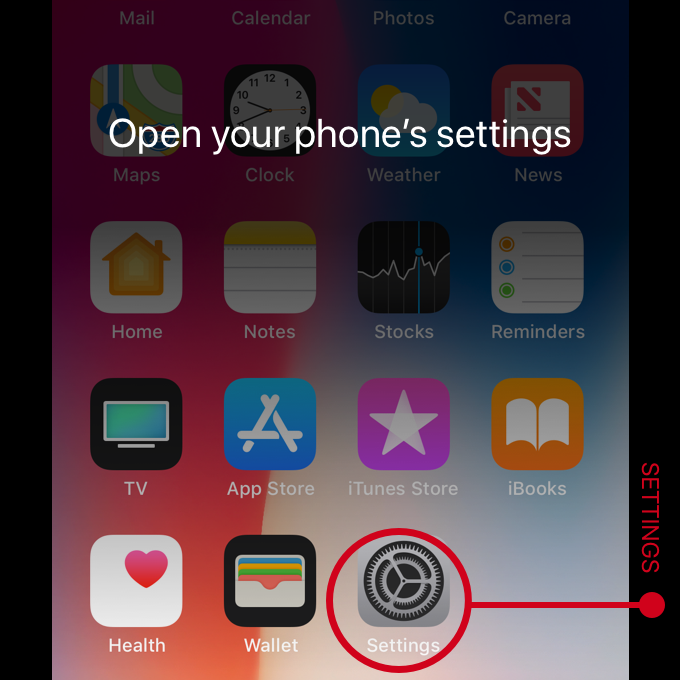 Mail Calendar Photos Camera
Open your phone’s settings
Maps Clock Weather News
Home Notes Stocks Reminders
TV App Store iTunes Store iBooks
SETTINGS
Health Wallet Settings